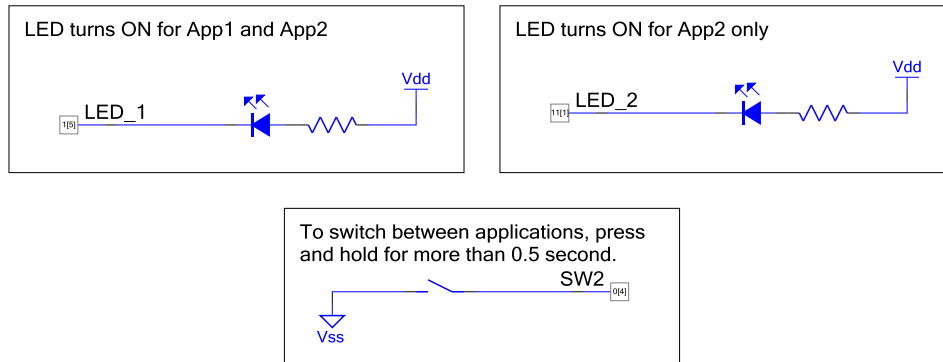 LED turns ON for App1 and App2
Vdd
LED_1
1[5]
LED turns ON for App2 only
Vdd
LED_2
11[1]
To switch between applications, press
and hold for more than 0.5 second.
SW2
0[4]
Vss